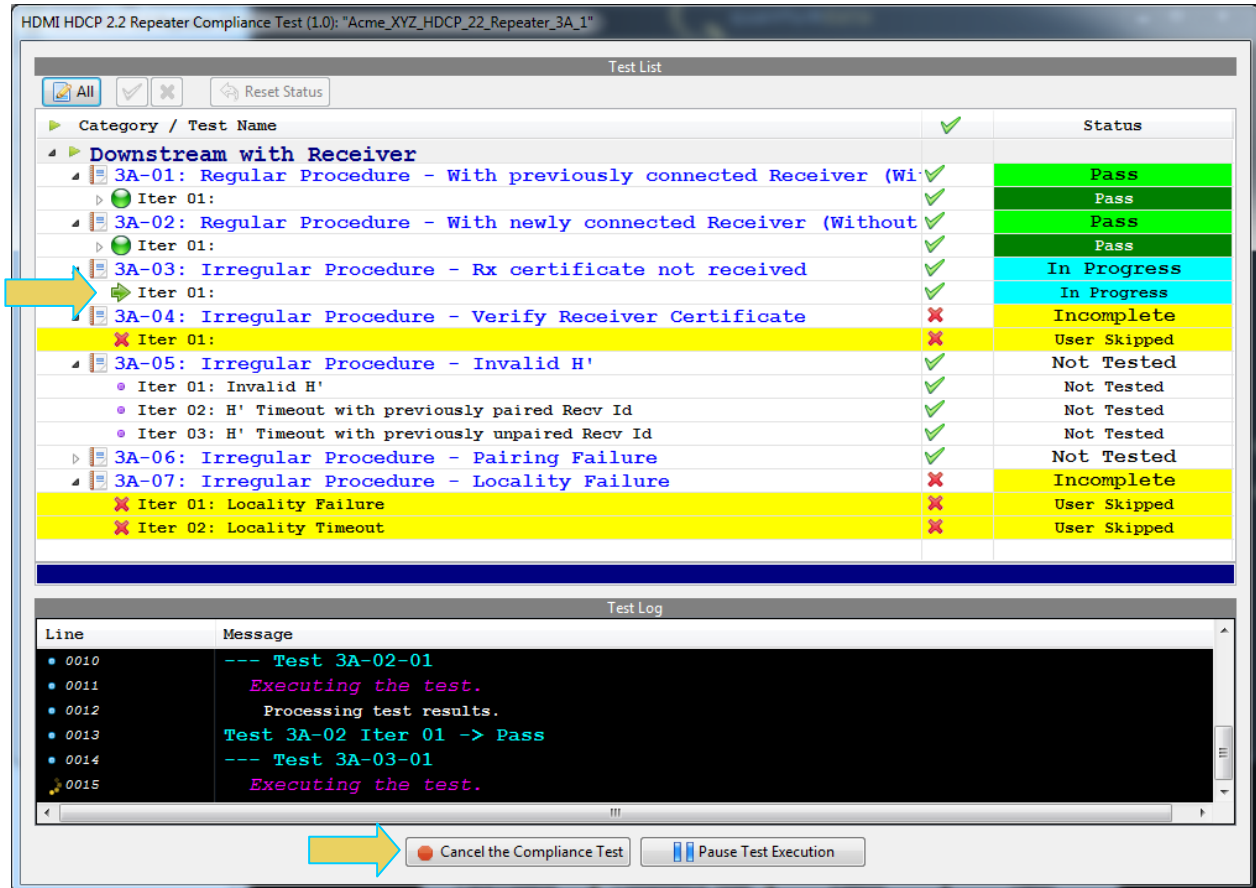 HDMI HDCP 2.2 Repeater Compliance Test (1.0): "Acme_XYZ_HDCP_22_Repeater_3A_1"
Test List
All
Reset Status
Category / Test Name Status
Downstream with Receiver
3A-01: Regular Procedure - With previously connected Receiver (Wi Pass
Iter 01: Pass
3A-02: Regular Procedure - With newly connected Receiver (Without Pass
Iter 01: Pass
3A-03: Irregular Procedure - Rx certificate not received In Progress
Iter 01: In Progress
3A-04: Irregular Procedure - Verify Receiver Certificate Incomplete
Iter 01: User Skipped
3A-05: Irregular Procedure - Invalid H' Not Tested
Iter 01: Invalid H' Not Tested
Iter 02: H' Timeout with previously paired Recv Id Not Tested
Iter 03: H' Timeout with previously unpaired Recv Id Not Tested
3A-06: Irregular Procedure - Pairing Failure Not Tested
3A-07: Irregular Procedure - Locality Failure Incomplete
Iter 01: Locality Failure User Skipped
Iter 02: Locality Timeout User Skipped
Test Log
Line Message
0010 --- Test 3A-02-01
0011 Executing the test.
0012 Processing test results.
0013 Test 3A-02 Iter 01 -> Pass
0014 --- Test 3A-03-01
0015 Executing the test.
Cancel the Compliance Test Pause Test Execution